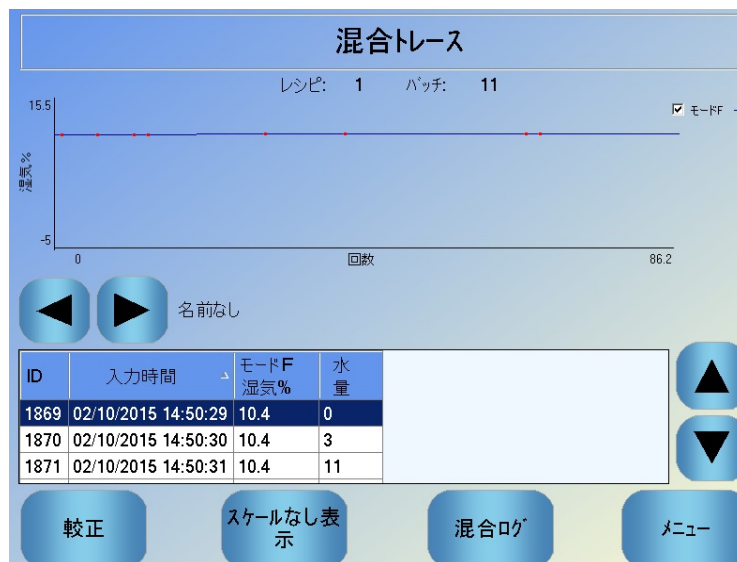 混合トレース
レシピ: 1 バッチ: 11
15.5
モードF
湿気%
-5
0 回数 86.2
名前なし
ID 入力時間 モードF 湿気% 水量
1869 02/10/2015 14:50:29 10.4 0
1870 02/10/2015 14:50:30 10.4 3
1871 02/10/2015 14:50:31 10.4 11
較正
スケールなし表
示
混合ログ
メニュー